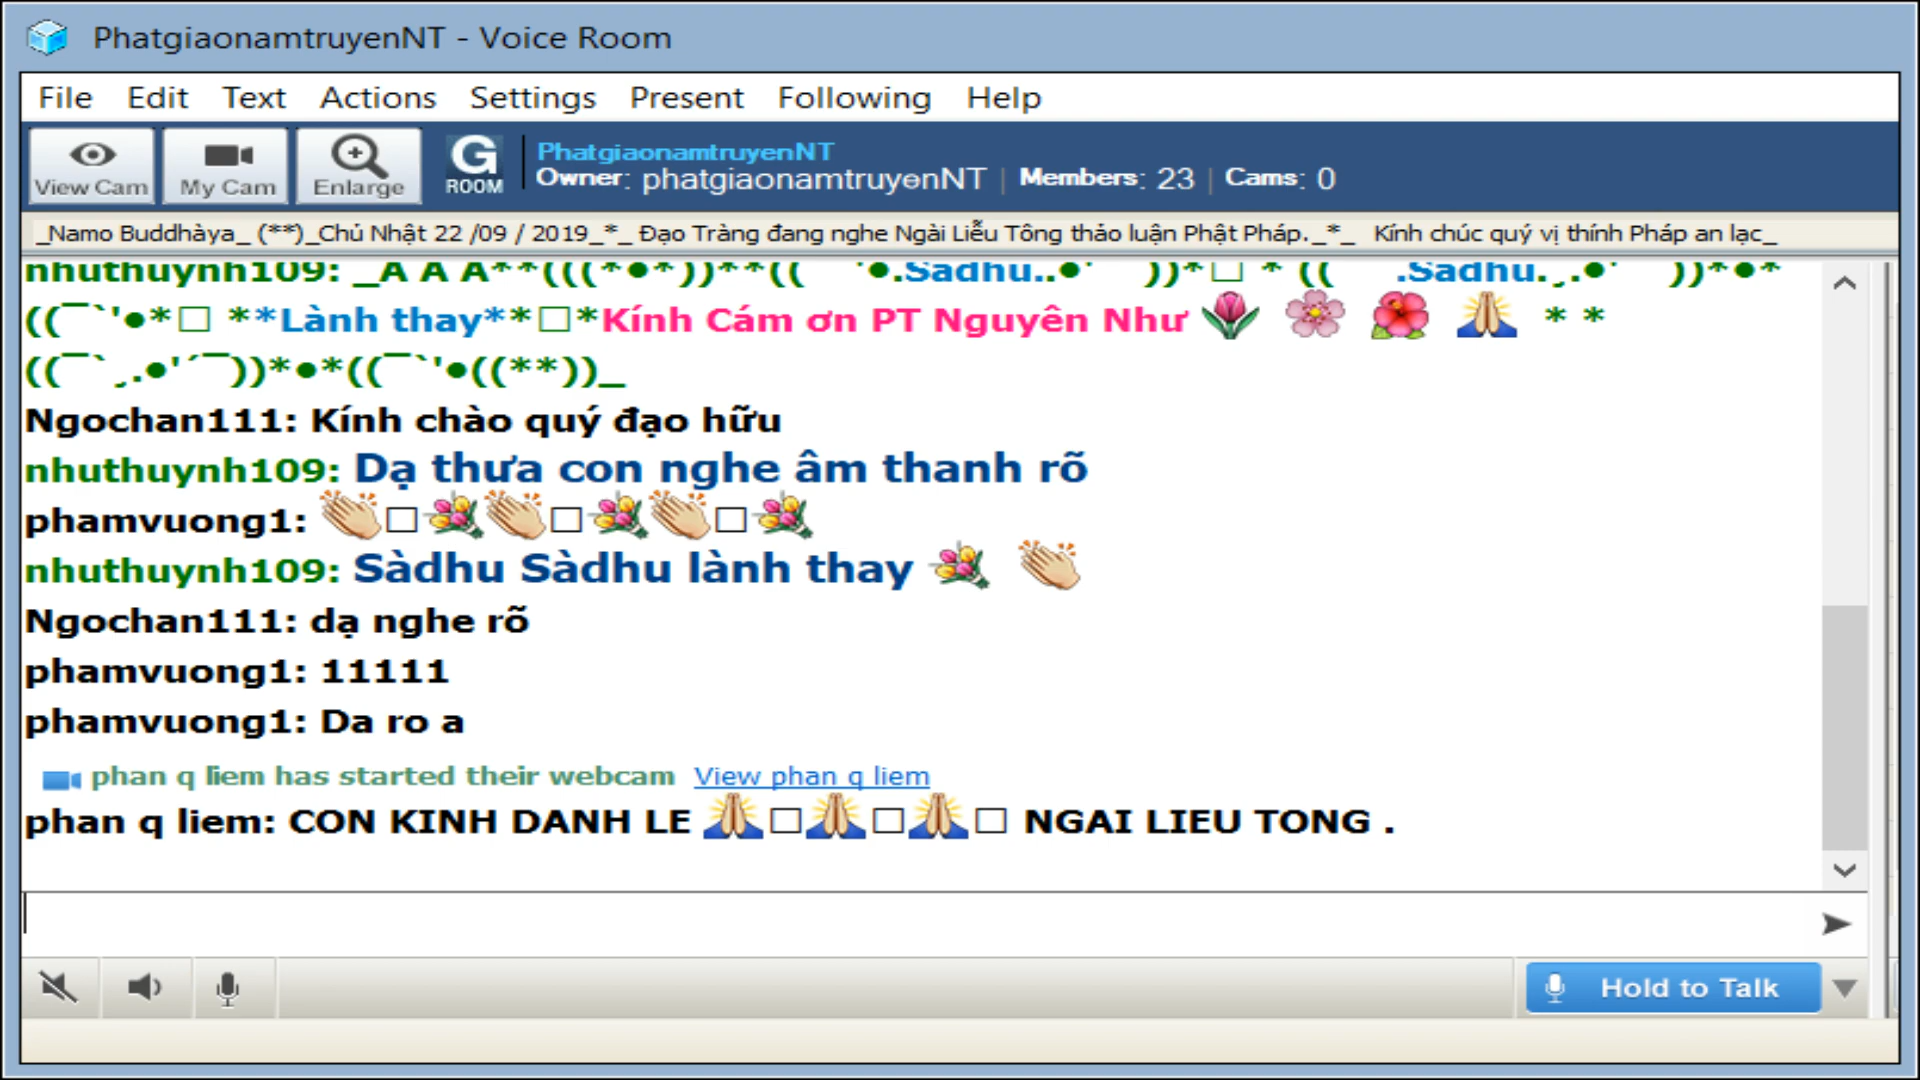 PhatgiaonamtruyenNT - Voice Room
File Edit Text Actions Settings Present Following Help
View Cam My Cam Enlarge G ROOM
PhatgiaonamtruyenNT
Owner: phatgiaonamtruyenNT | Members: 23 | Cams: 0
_Namo Buddhàya_ (**)_Chủ Nhật 22 /09 / 2019_*_ Đạo Tràng đang nghe Ngài Liễu Tông thảo luận Phật Pháp._*_ Kính chúc quý vị thính Pháp an lạc_
nhuthuynh109: _A A A**(((*●*))**(( '●.Sàdhu..●' ))*□ * (( .Sàdhu.¸.●' ))*●*
((¯`'●*□ **Lành thay**□*Kính Cám ơn PT Nguyên Như 🌷 🌸 🌺 🙏 * *
((¯`¸.●'´¯))*●*((¯`'●((**))_
Ngochan111: Kính chào quý đạo hữu
nhuthuynh109: Dạ thưa con nghe âm thanh rõ
phamvuong1: 👏□💐👏□💐👏□💐
nhuthuynh109: Sàdhu Sàdhu lành thay 💐 👏
Ngochan111: dạ nghe rõ
phamvuong1: 11111
phamvuong1: Da ro a
phan q liem has started their webcam View phan q liem
phan q liem: CON KINH DANH LE 🙏□🙏□🙏□ NGAI LIEU TONG .
Hold to Talk